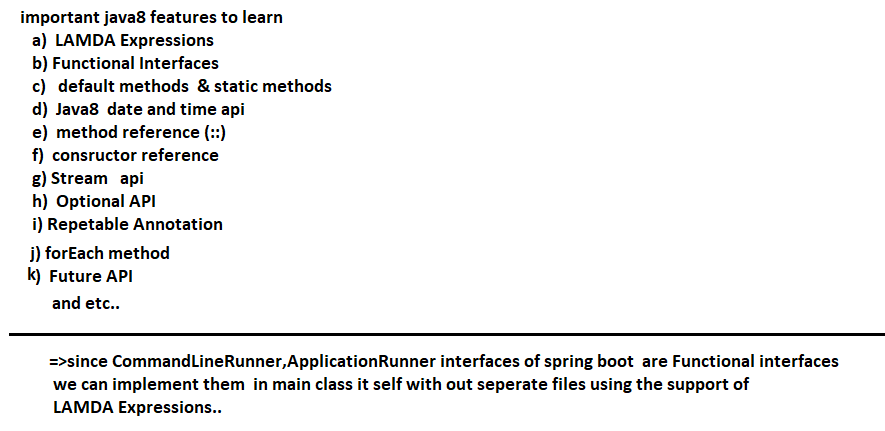 important java8 features to learn
a) LAMDA Expressions
b) Functional Interfaces
c) default methods & static methods
d) Java8 date and time api
e) method reference (::)
f) consructor reference
g) Stream api
h) Optional API
i) Repetable Annotation
j) forEach method
k) Future API
and etc..
=>since CommandLineRunner,ApplicationRunner interfaces of spring boot are Functional interfaces
we can implement them in main class it self with out seperate files using the support of
LAMDA Expressions..